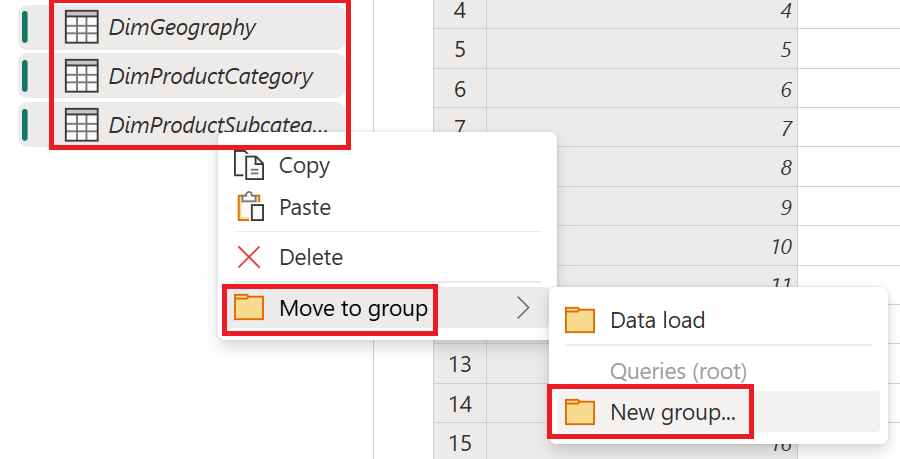 DimGeography
DimProductCategory
DimProductSubcateg...
Copy
Paste
Delete
Move to group
Data load
Queries (root)
New group...
4 4
5 5
6 6
7 7
8
9
10
11
13
14
15 16